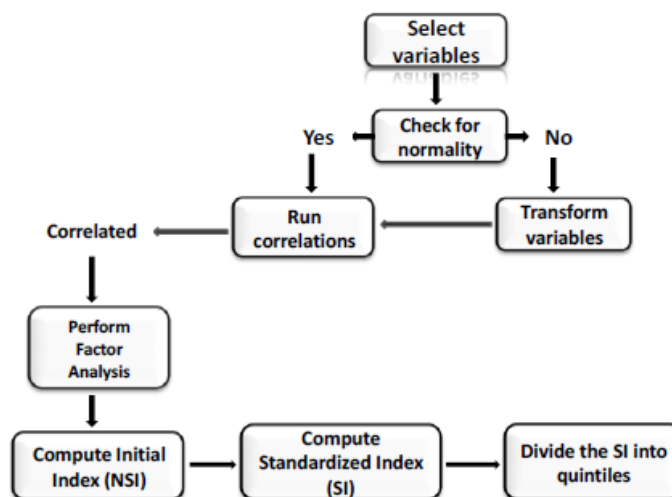 Select
variables
Check for
normality
Yes
No
Run
correlations
Transform
variables
Correlated
Perform
Factor
Analysis
Compute Initial
Index (NSI)
Compute
Standardized Index
(SI)
Divide the SI into
quintiles